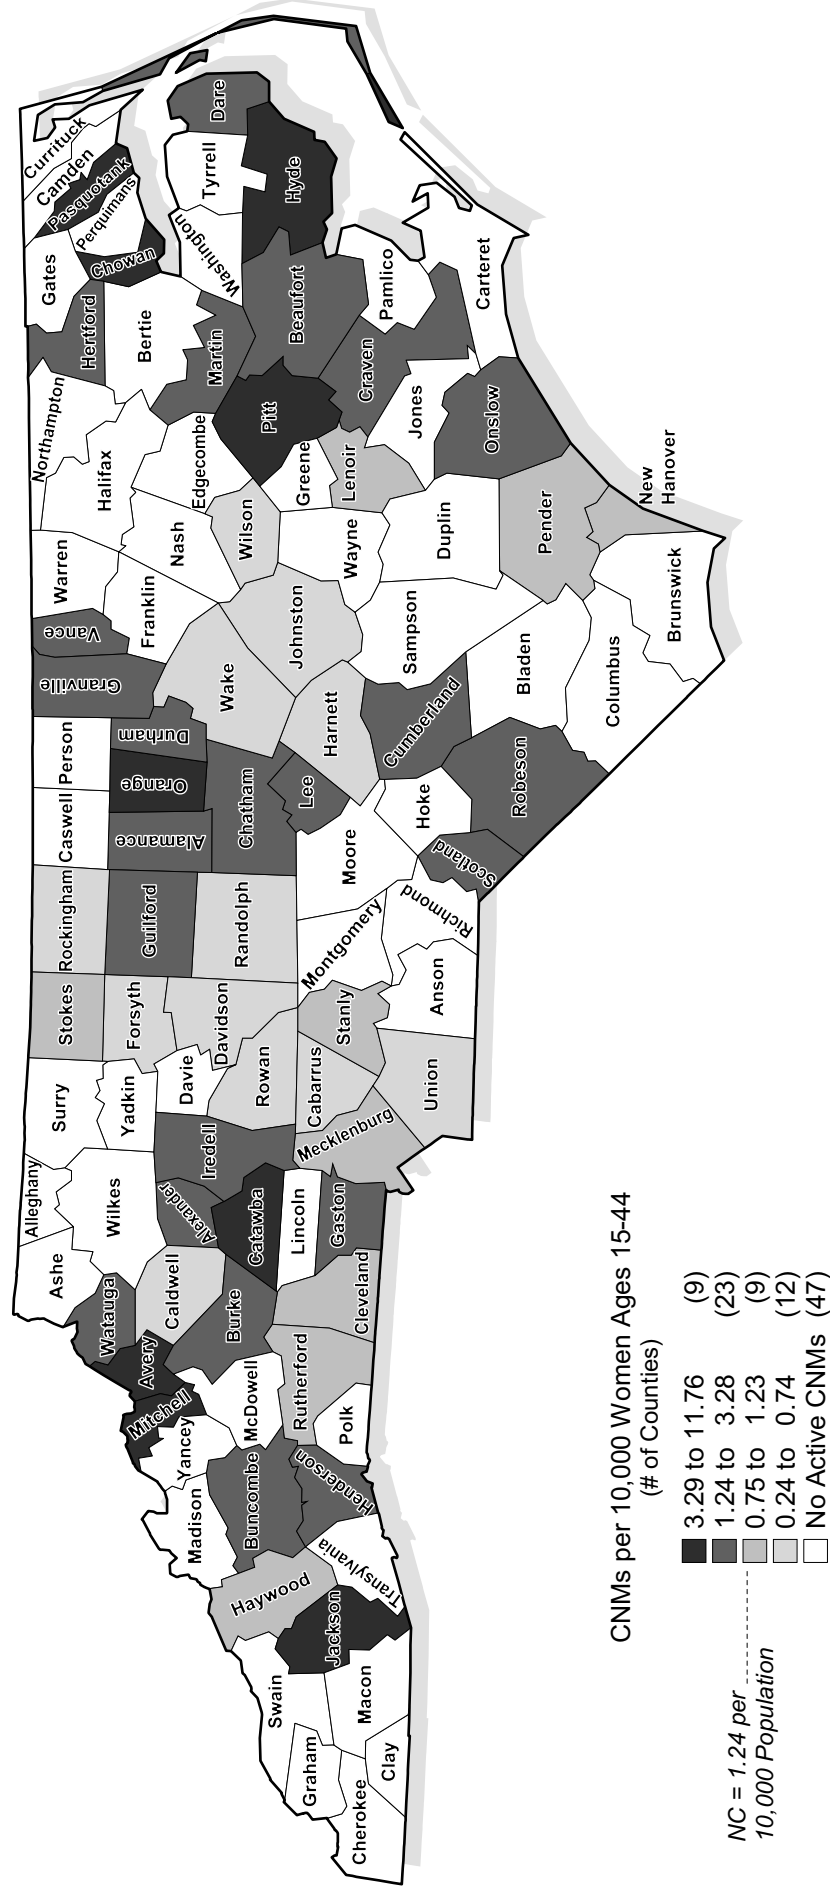 Currituck
Camden
Pasquotank
Perquimans
Chowan
Gates
Hertford
Bertie
Northampton
Halifax
Warren
Vance
Granville
Person
Caswell
Rockingham
Stokes
Surry
Alleghany
Ashe
Watauga
Wilkes
Yadkin
Forsyth
Guilford
Alamance
Orange
Durham
Franklin
Nash
Edgecombe
Martin
Washington
Tyrrell
Dare
Hyde
Beaufort
Pitt
Greene
Wilson
Johnston
Wake
Chatham
Randolph
Davidson
Davie
Rowan
Iredell
Alexander
Catawba
Caldwell
Burke
Avery
Mitchell
Yancey
McDowell
Madison
Buncombe
Haywood
Swain
Graham
Cherokee
Clay
Macon
Jackson
Transylvania
Henderson
Polk
Rutherford
Cleveland
Lincoln
Gaston
Mecklenburg
Cabarrus
Stanly
Union
Anson
Montgomery
Richmond
Moore
Lee
Harnett
Hoke
Scotland
Cumberland
Robeson
Sampson
Bladen
Columbus
Brunswick
New
Hanover
Pender
Duplin
Wayne
Lenoir
Jones
Onslow
Craven
Pamlico
Carteret
CNMs per 10,000 Women Ages 15-44
(# of Counties)
3.29 to 11.76 (9)
1.24 to 3.28 (23)
0.75 to 1.23 (9)
0.24 to 0.74 (12)
No Active CNMs (47)
NC = 1.24 per
10,000 Population